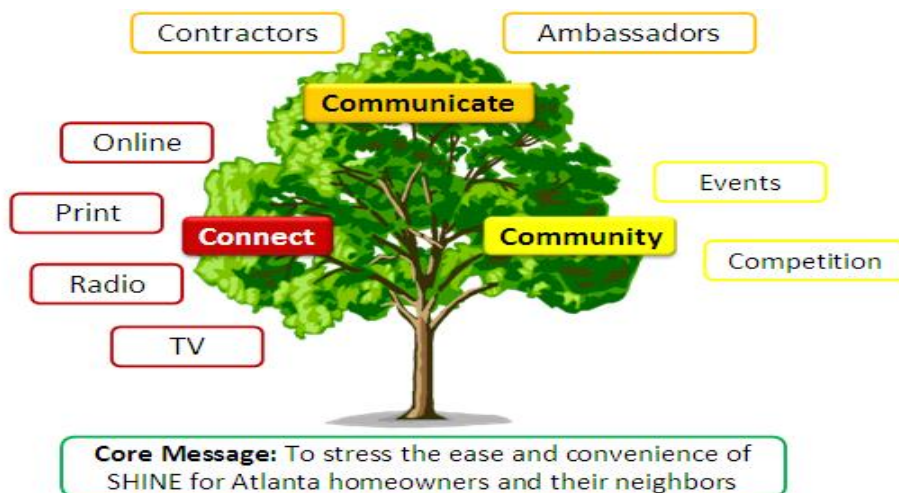 Contractors
Ambassadors
Communicate
Online
Events
Print
Connect
Community
Competition
Radio
TV
Core Message: To stress the ease and convenience of
SHINE for Atlanta homeowners and their neighbors